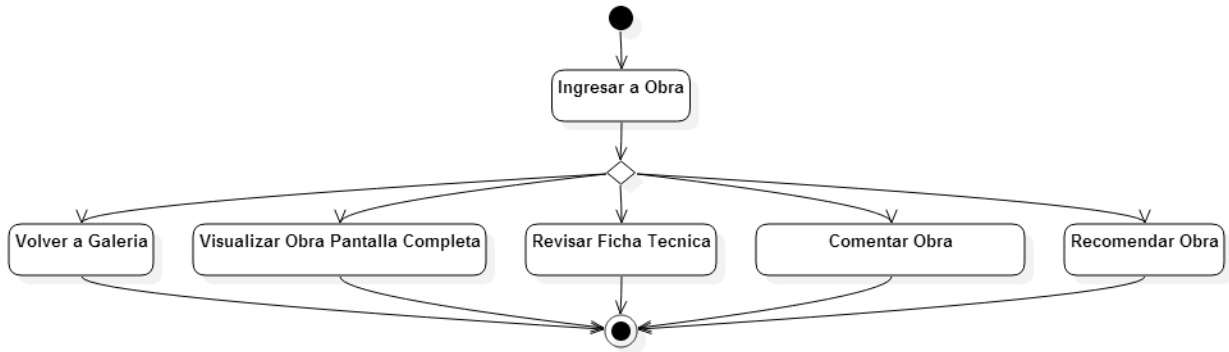 Ingresar a Obra
Volver a Galeria
Visualizar Obra Pantalla Completa
Revisar Ficha Tecnica
Comentar Obra
Recomendar Obra